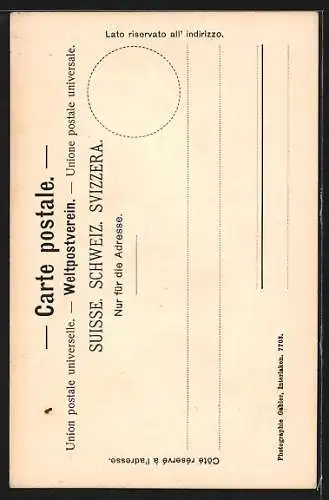 — Carte postale. —
Union postale universelle. — Weltpostverein. — Unione postale universale.
SUISSE. SCHWEIZ. SVIZZERA.
Nur für die Adresse.
Côté réservé à l'adresse.
Lato riservato all' indirizzo.
Photographie Gabler, Interlaken. 7703.